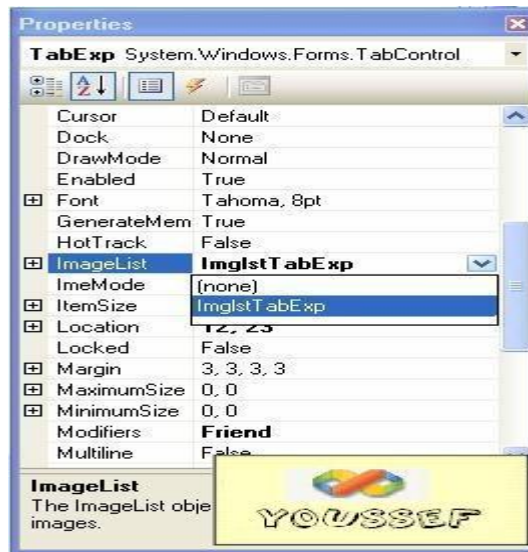 Properties
TabExp System.Windows.Forms.TabControl
Cursor Default
Dock None
DrawMode Normal
Enabled True
Font Tahoma, 8pt
GenerateMem True
HotTrack False
ImageList ImglstTabExp
ImeMode (none)
ItemSize ImglstTabExp
Location 12, 23
Locked False
Margin 3, 3, 3, 3
MaximumSize 0, 0
MinimumSize 0, 0
Modifiers Friend
Multiline False
ImageList
The ImageList obje
images.
YOUSSEF